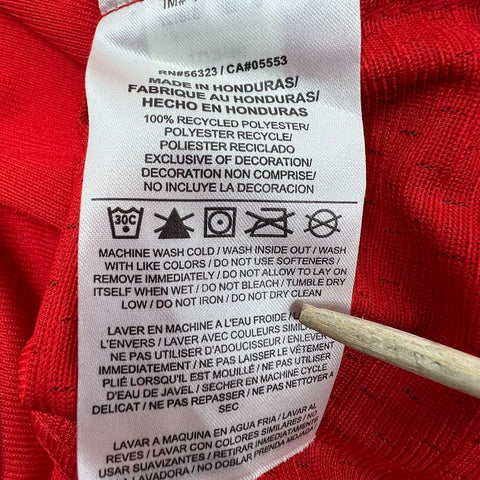 RN#56323 / CA#05553
MADE IN HONDURAS/
FABRIQUE AU HONDURAS/
HECHO EN HONDURAS
100% RECYCLED POLYESTER/
POLYESTER RECYCLE/
POLIESTER RECICLADO
EXCLUSIVE OF DECORATION/
DECORATION NON COMPRISE/
NO INCLUYE LA DECORACION
30C
MACHINE WASH COLD / WASH INSIDE OUT / WASH
WITH LIKE COLORS / DO NOT USE SOFTENERS /
REMOVE IMMEDIATELY / DO NOT ALLOW TO LAY ON
ITSELF WHEN WET / DO NOT BLEACH / TUMBLE DRY
LOW / DO NOT IRON / DO NOT DRY CLEAN
LAVER EN MACHINE A L'EAU FROIDE /
L'ENVERS / LAVER AVEC COULEURS
NE PAS UTILISER D'ADOUCISSEUR / ENLEVER
IMMEDIATEMENT / NE PAS LAISSER
PLIÉ LORSQU'IL EST MOUILLÉ / NE PAS
D'EAU DE JAVEL / SECHER EN MACHINE CYCLE
DELICAT / NE PAS REPASSER / NE PAS NETTOYER A
SEC
LAVAR A MAQUINA EN AGUA FRIA / LAVAR AL
REVES / LAVAR CON COLORES SIMILARES / NO
USAR SUAVIZANTES / RETIRAR INMEDIATAMENTE
LAVADORA / NO DOBLAR PRENDA MOJADA /